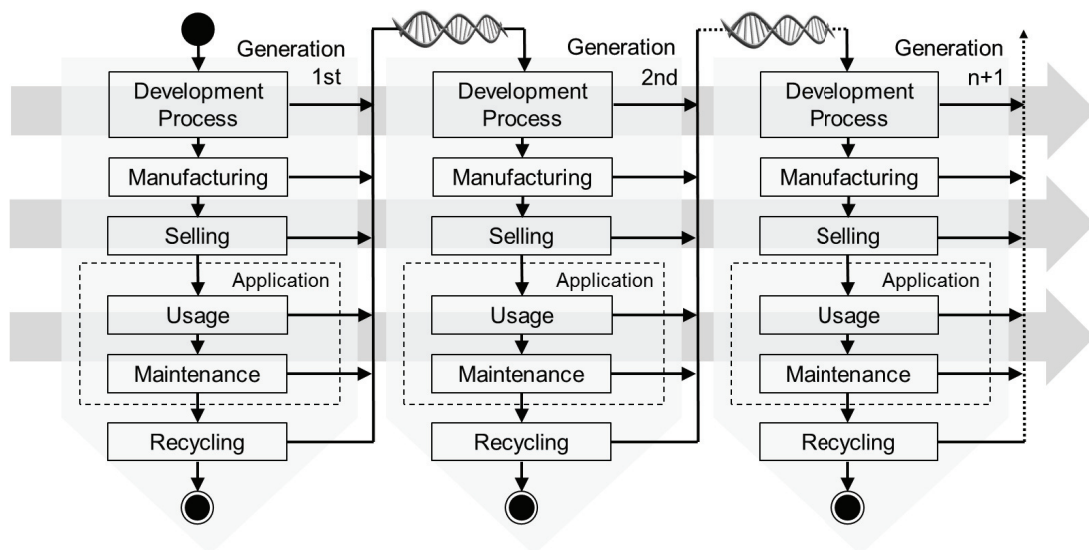 Generation
1st
Development
Process
Manufacturing
Selling
Application
Usage
Maintenance
Recycling
Generation
2nd
Development
Process
Manufacturing
Selling
Application
Usage
Maintenance
Recycling
Generation
n+1
Development
Process
Manufacturing
Selling
Application
Usage
Maintenance
Recycling